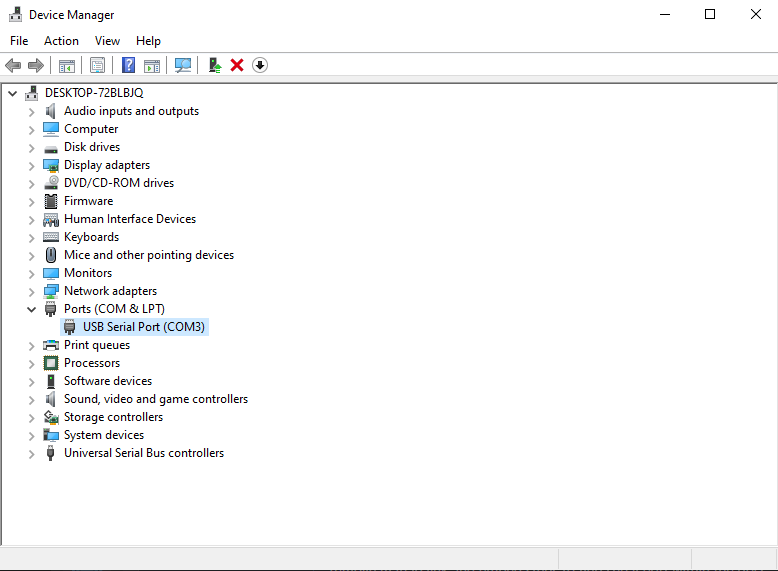 Device Manager
File Action View Help
DESKTOP-72BLBJQ
Audio inputs and outputs
Computer
Disk drives
Display adapters
DVD/CD-ROM drives
Firmware
Human Interface Devices
Keyboards
Mice and other pointing devices
Monitors
Network adapters
Ports (COM & LPT)
USB Serial Port (COM3)
Print queues
Processors
Software devices
Sound, video and game controllers
Storage controllers
System devices
Universal Serial Bus controllers